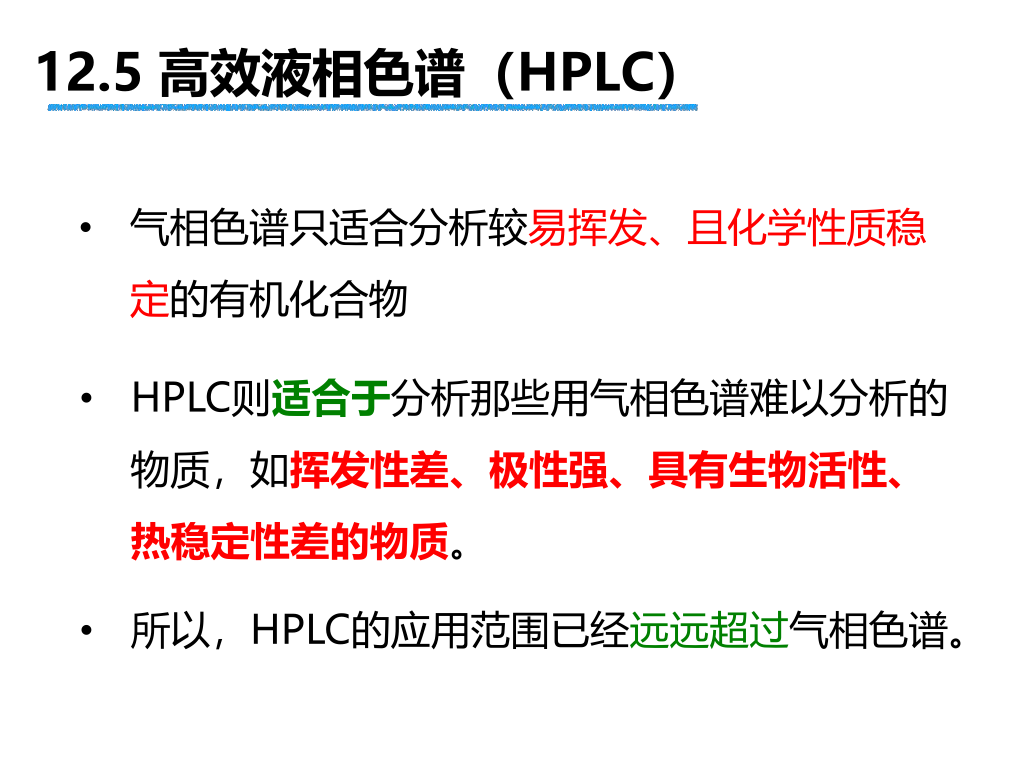 12.5 高效液相色谱（HPLC）
• 气相色谱只适合分析较易挥发、且化学性质稳
定的有机化合物
• HPLC则适合于分析那些用气相色谱难以分析的
物质，如挥发性差、极性强、具有生物活性、
热稳定性差的物质。
• 所以，HPLC的应用范围已经远远超过气相色谱。